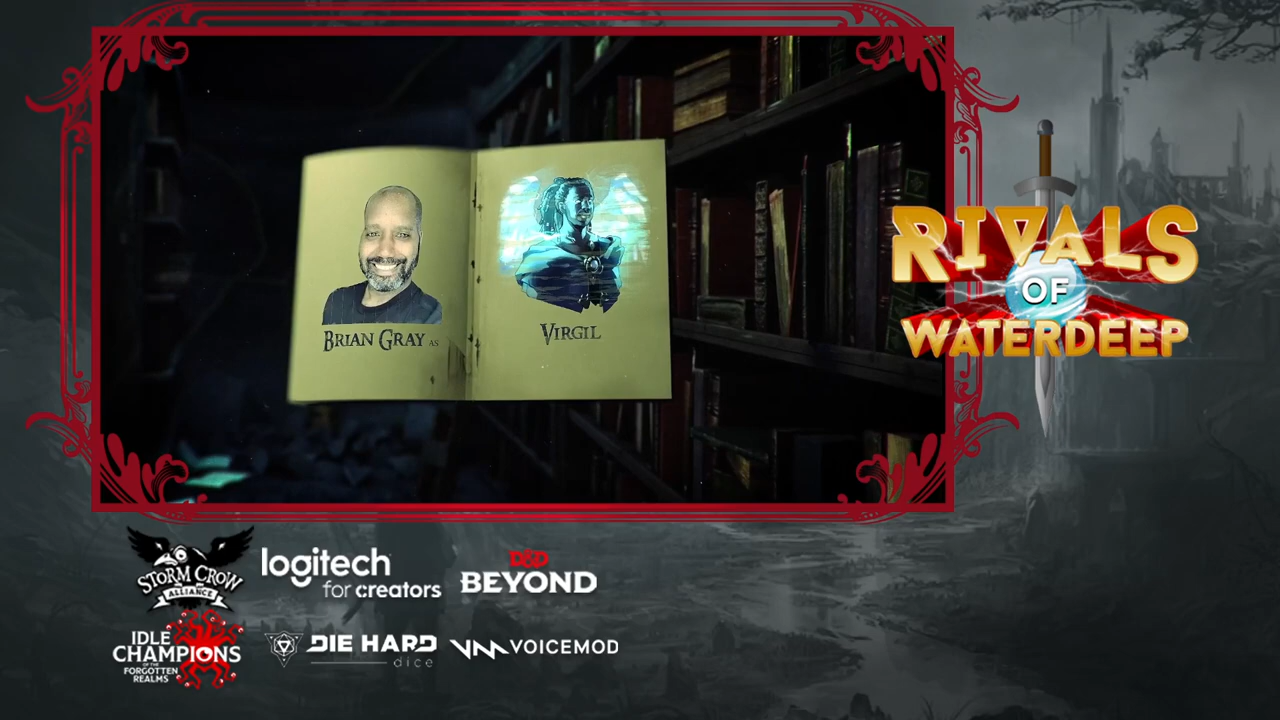 BRIAN GRAY AS
VIRGIL
RIVALS
OF
WATERDEEP
STORM CROW
ALLIANCE
logitech
for creators
D&D
BEYOND
IDLE
CHAMPIONS
OF THE
FORGOTTEN
REALMS
DIE HARD
dice
VOICEMOD